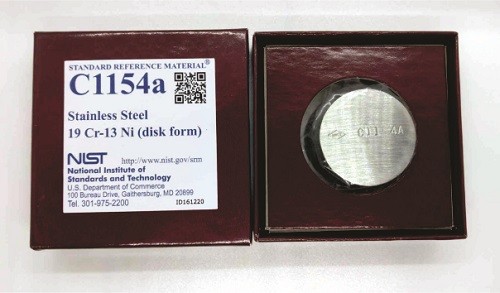 STANDARD REFERENCE MATERIAL®
C1154a
Stainless Steel
19 Cr-13 Ni (disk form)
NIST http://www.nist.gov/srm
National Institute of
Standards and Technology
U.S. Department of Commerce
100 Bureau Drive, Gaithersburg, MD 20899
Tel. 301-975-2200
ID161220